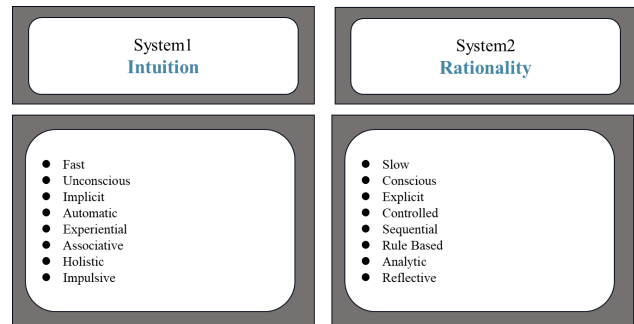 System1
Intuition
System2
Rationality
Fast
Unconscious
Implicit
Automatic
Experiential
Associative
Holistic
Impulsive
Slow
Conscious
Explicit
Controlled
Sequential
Rule Based
Analytic
Reflective